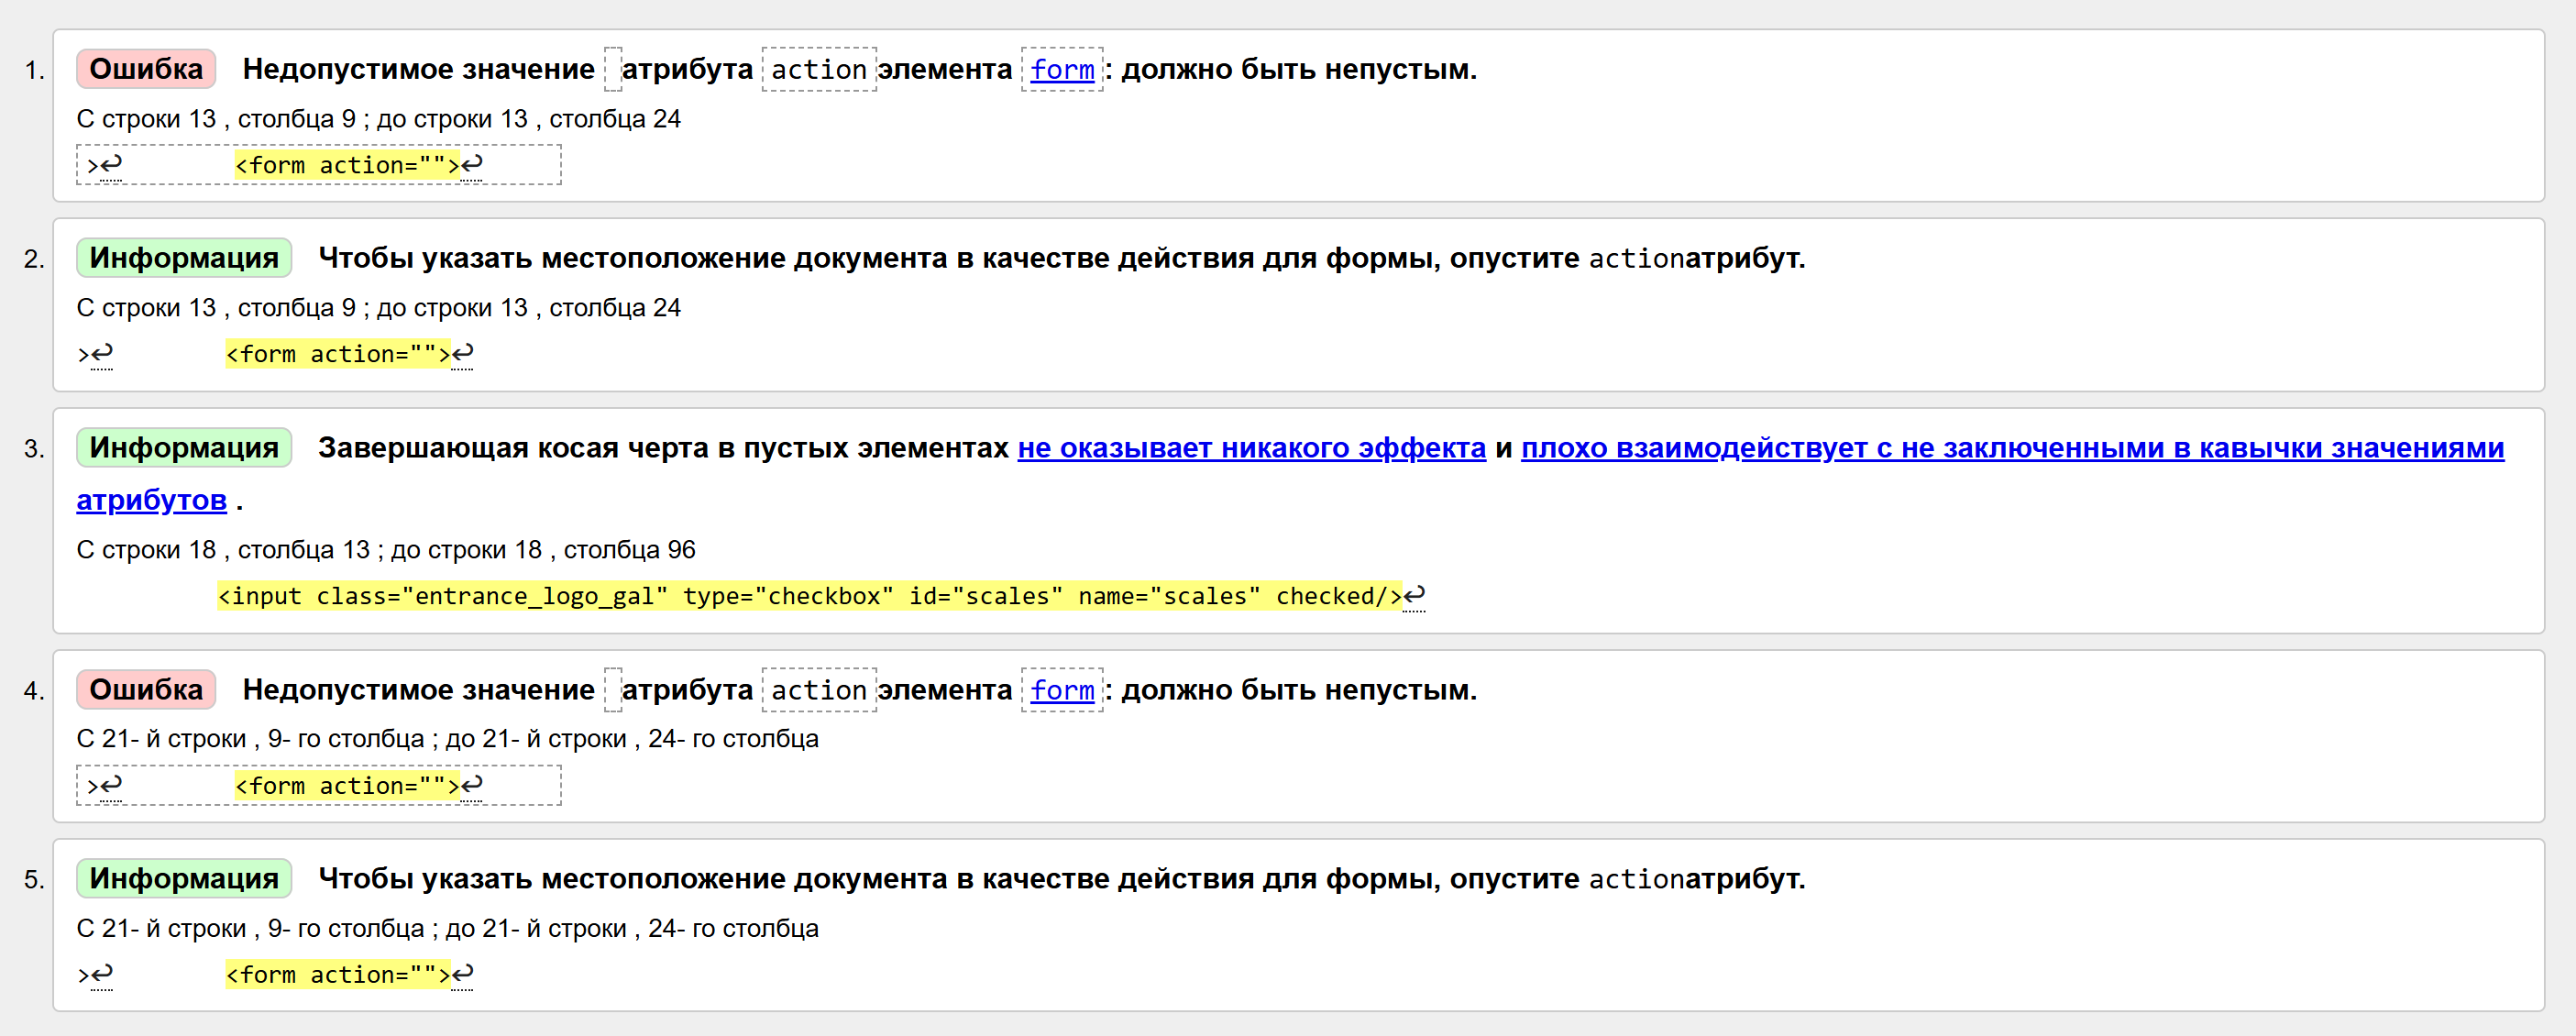 1. Ошибка Недопустимое значение атрибута action элемента form: должно быть непустым.
С строки 13 , столбца 9 ; до строки 13 , столбца 24
>↩ <form action="">↩
2. Информация Чтобы указать местоположение документа в качестве действия для формы, опустите actionатрибут.
С строки 13 , столбца 9 ; до строки 13 , столбца 24
>↩ <form action="">↩
3. Информация Завершающая косая черта в пустых элементах не оказывает никакого эффекта и плохо взаимодействует с не заключенными в кавычки значениями
атрибутов .
С строки 18 , столбца 13 ; до строки 18 , столбца 96
<input class="entrance_logo_gal" type="checkbox" id="scales" name="scales" checked/>↩
4. Ошибка Недопустимое значение атрибута action элемента form: должно быть непустым.
С 21- й строки , 9- го столбца ; до 21- й строки , 24- го столбца
>↩ <form action="">↩
5. Информация Чтобы указать местоположение документа в качестве действия для формы, опустите actionатрибут.
С 21- й строки , 9- го столбца ; до 21- й строки , 24- го столбца
>↩ <form action="">↩